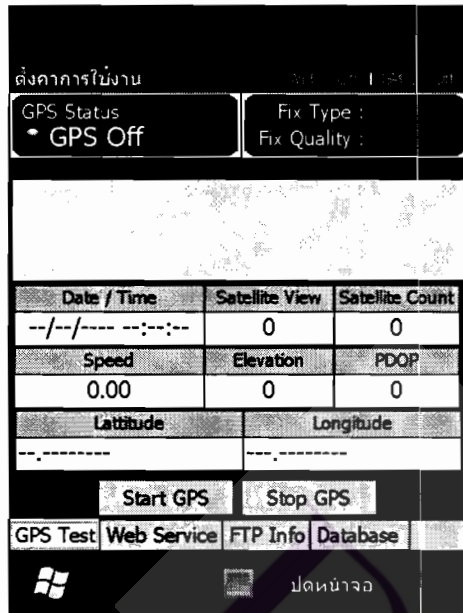 ตั้งค่าการใช้งาน
GPS Status
GPS Off
Fix Type :
Fix Quality :
Date / Time Satellite View Satellite Count
--/--/---- --:--:-- 0 0
Speed Elevation PDOP
0.00 0 0
Lattitude Longitude
--.-------- ---.--------
Start GPS Stop GPS
GPS Test Web Service FTP Info Database
ปิดหน้าจอ